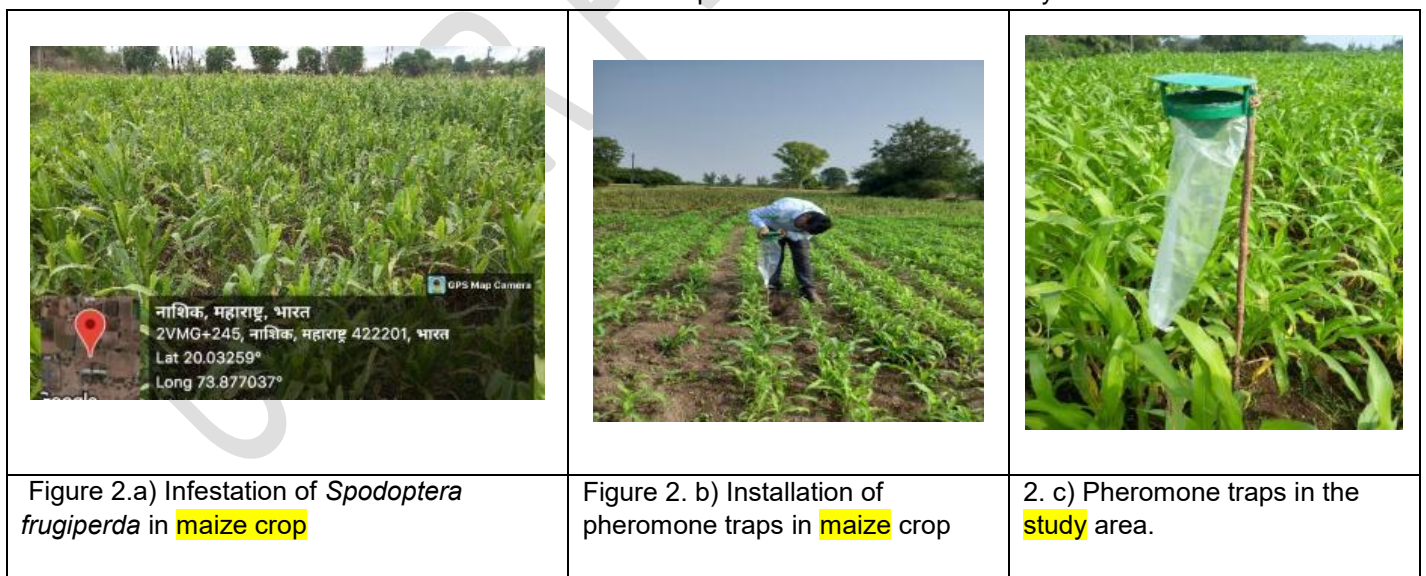 GPS Map Camera
नाशिक, महाराष्ट्र, भारत
2VMG+245, नाशिक, महाराष्ट्र 422201, भारत
Lat 20.03259°
Long 73.877037°
Google
Figure 2.a) Infestation of Spodoptera
frugiperda in maize crop
Figure 2. b) Installation of
pheromone traps in maize crop
2. c) Pheromone traps in the
study area.